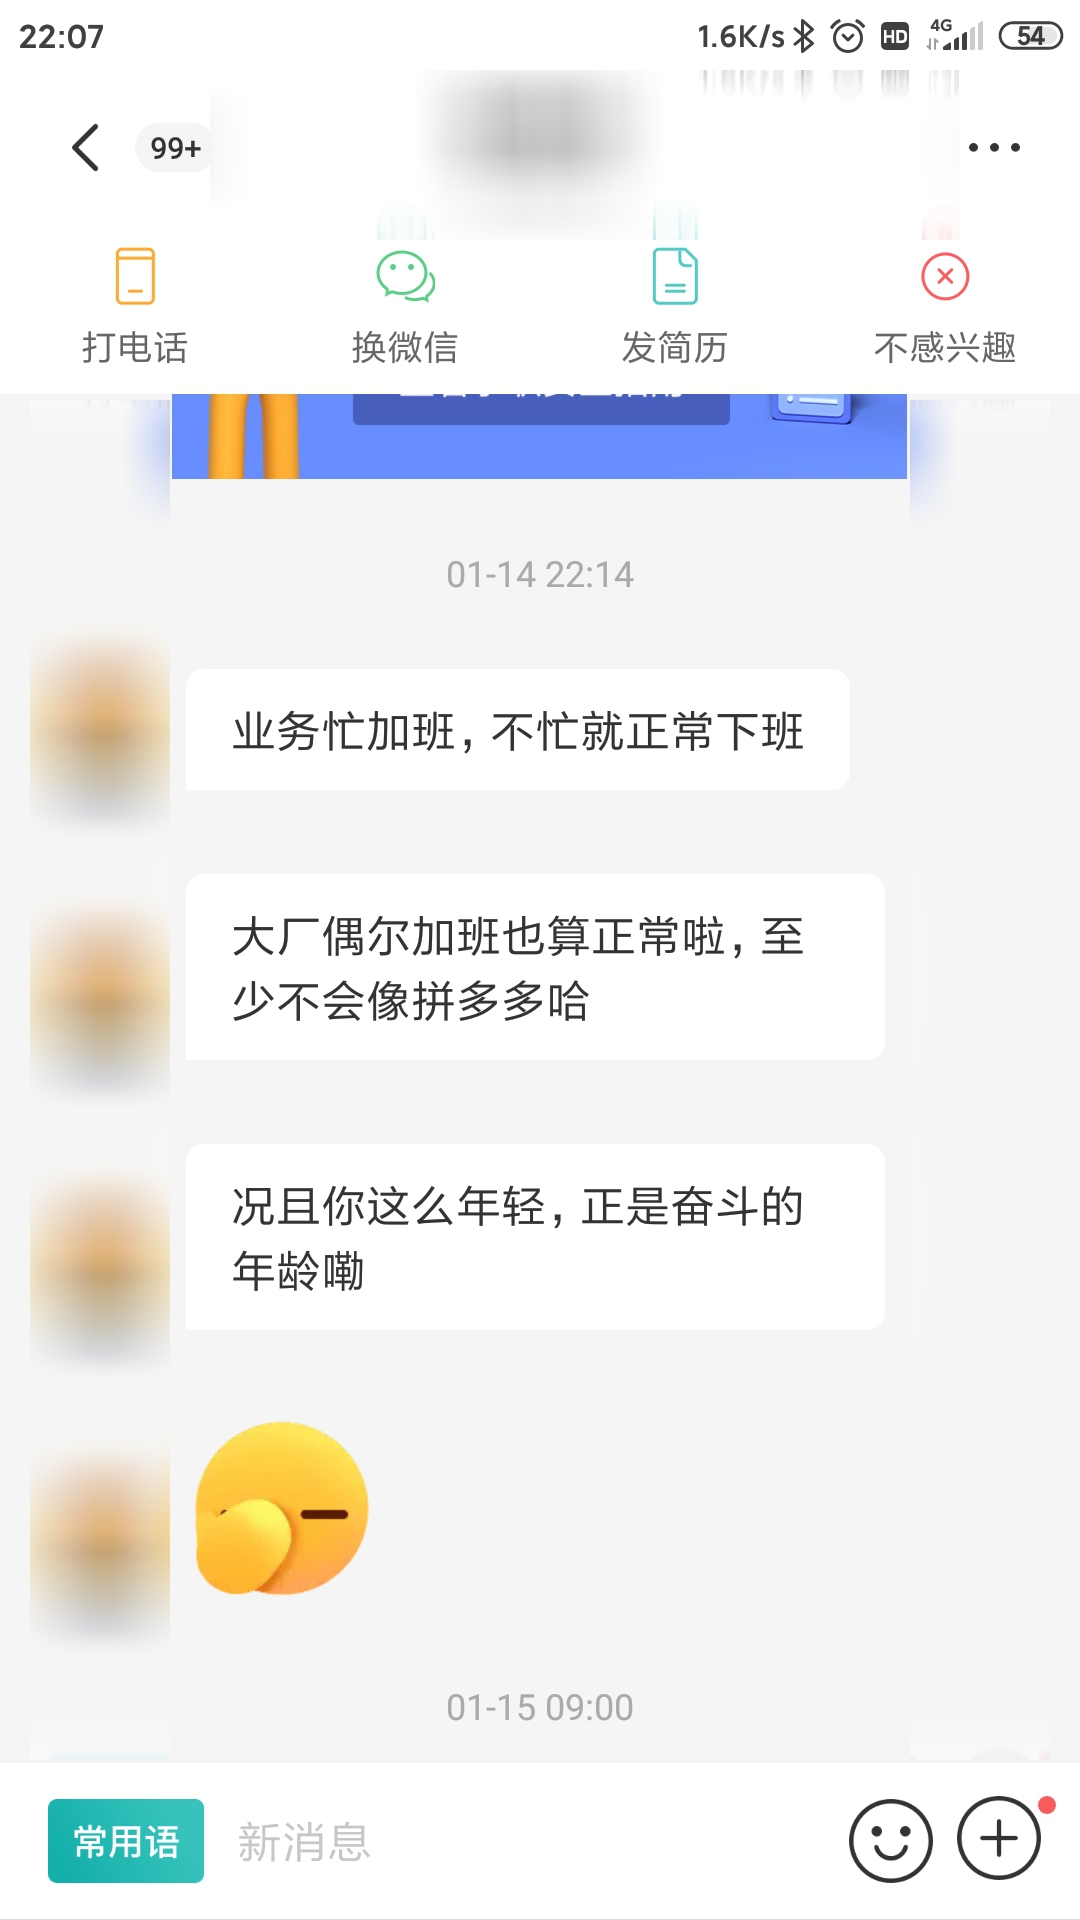 22:07
1.6K/s
HD
4G
54
99+
打电话
换微信
发简历
不感兴趣
01-14 22:14
业务忙加班,不忙就正常下班
大厂偶尔加班也算正常啦,至
少不会像拼多多哈
况且你这么年轻,正是奋斗的
年龄嘞
01-15 09:00
常用语
新消息